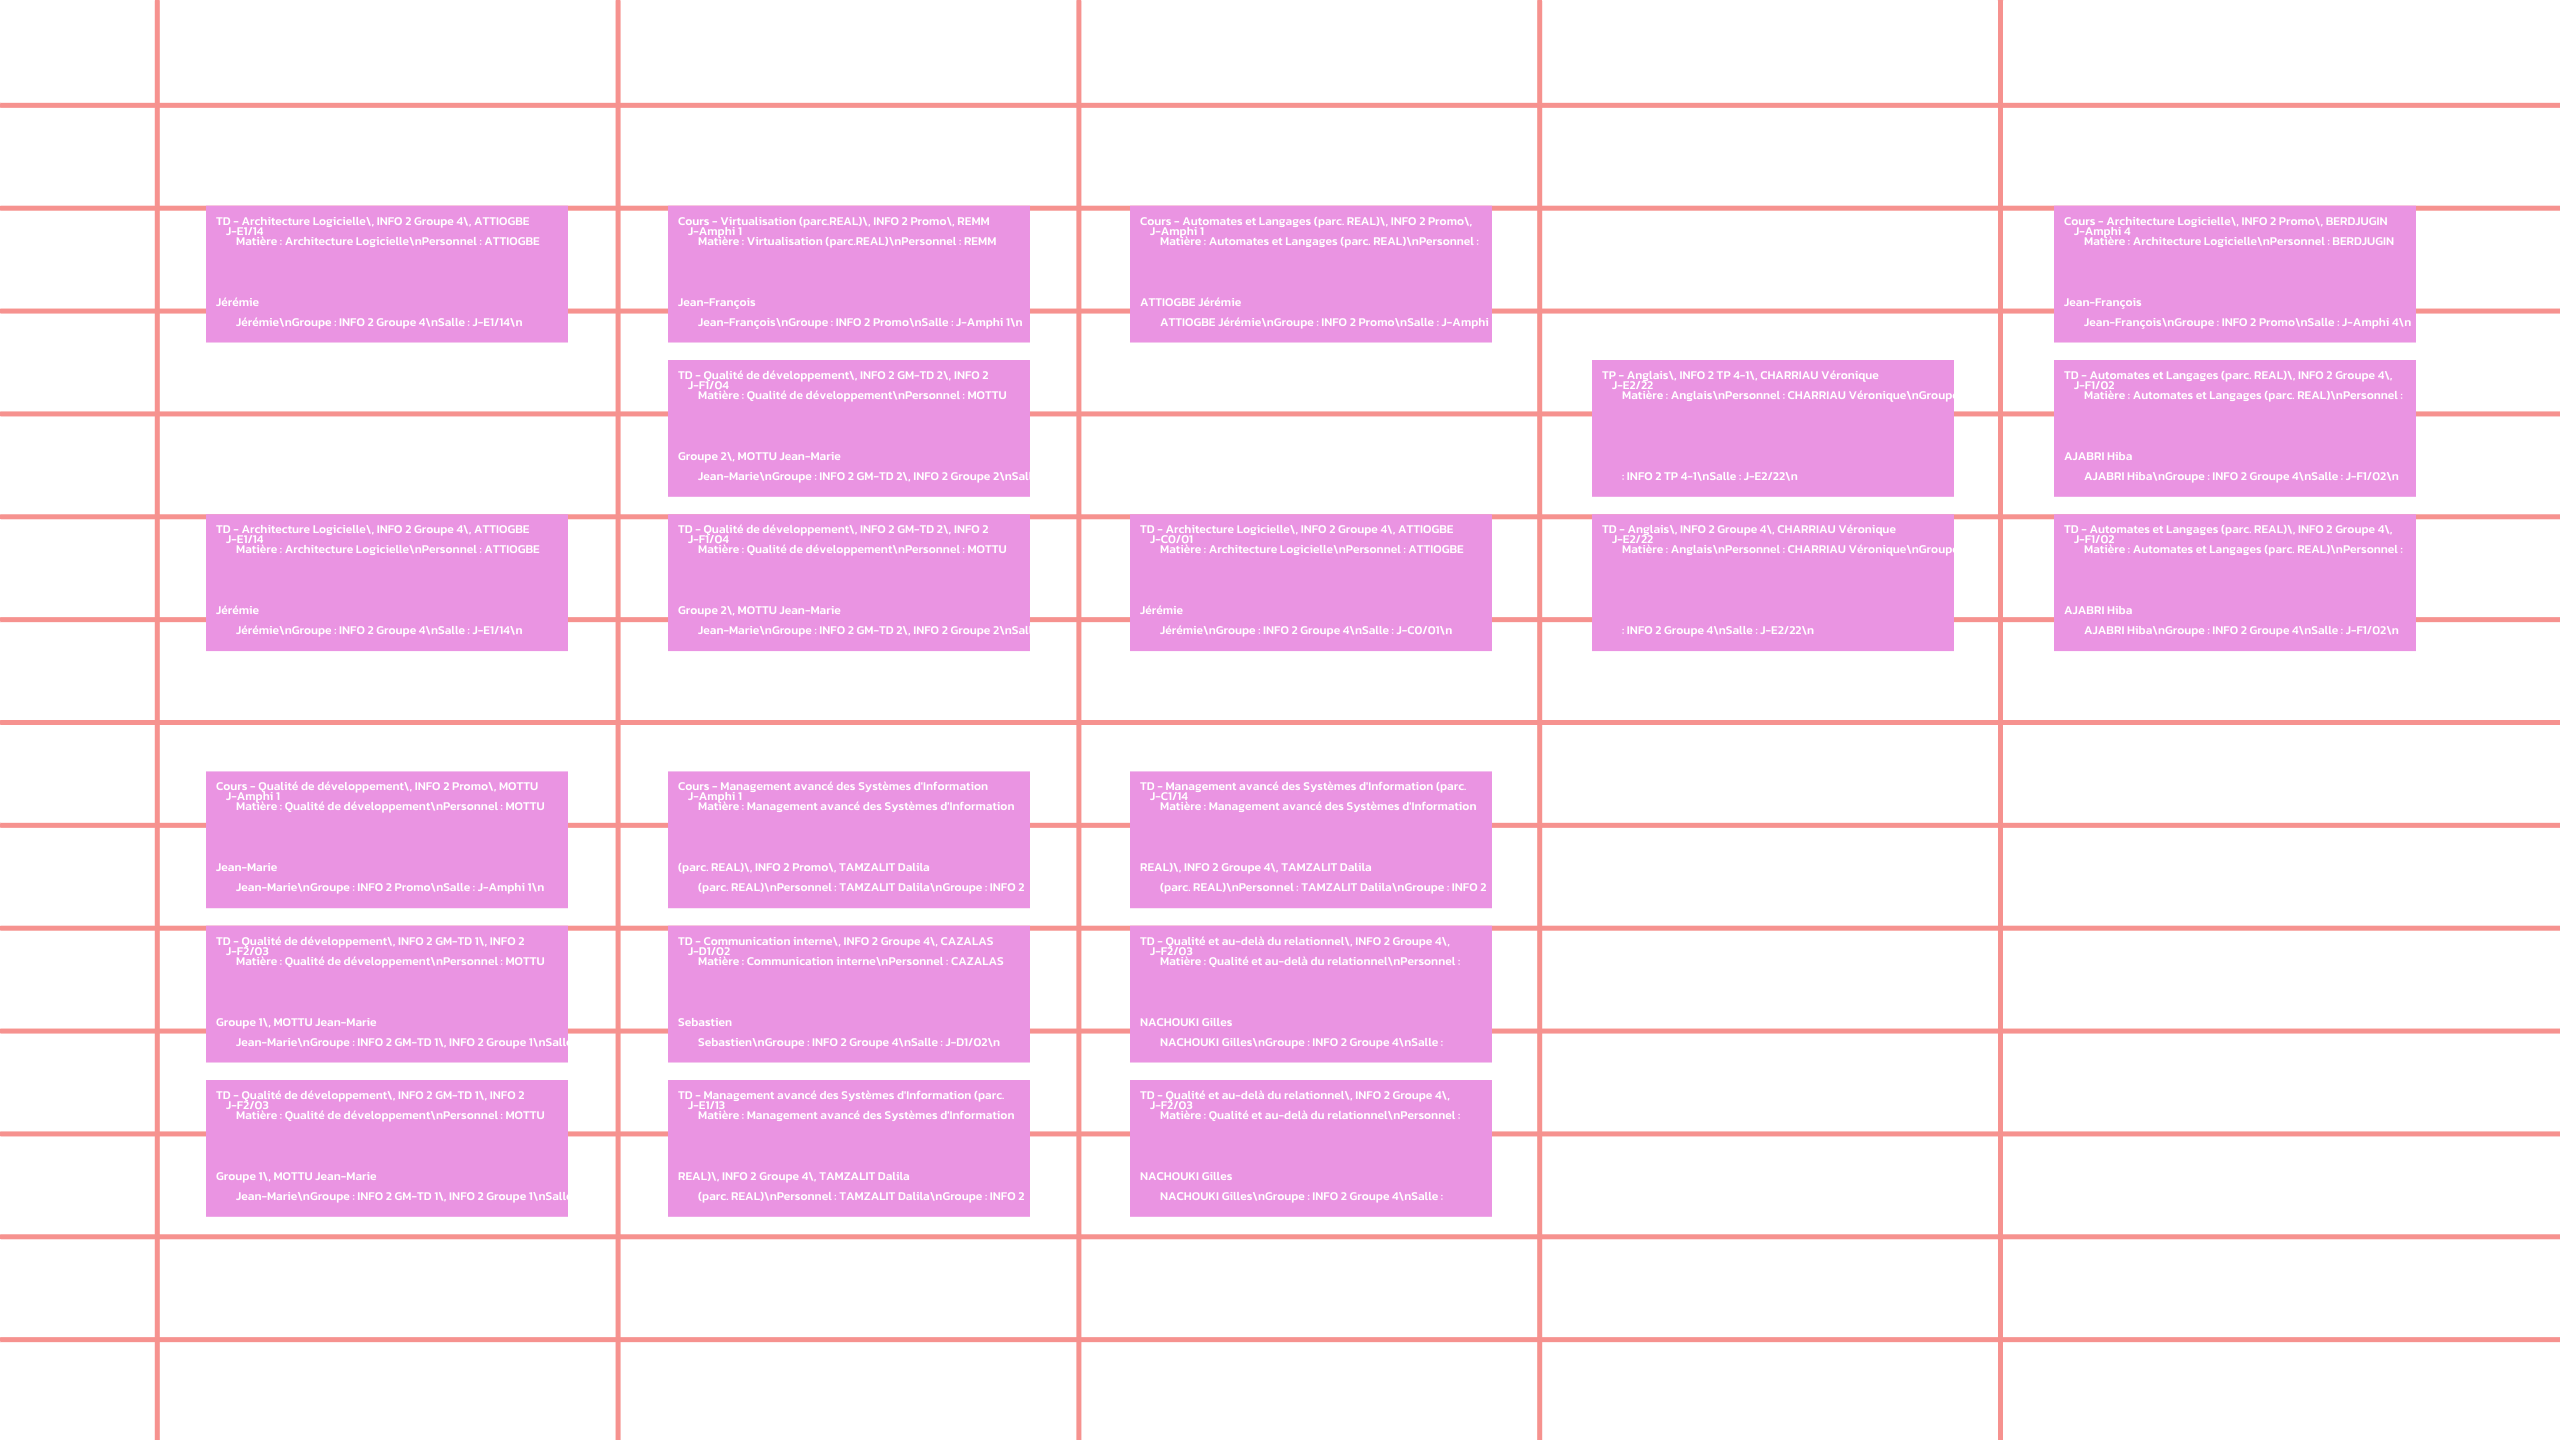 TD - Architecture Logicielle\, INFO 2 Groupe 4\, ATTIOGBE
J-E1/14
Matière : Architecture Logicielle\nPersonnel : ATTIOGBE
Jérémie
Jérémie\nGroupe : INFO 2 Groupe 4\nSalle : J-E1/14\n
Cours - Virtualisation (parc.REAL)\, INFO 2 Promo\, REMM
J-Amphi 1
Matière : Virtualisation (parc.REAL)\nPersonnel : REMM
Jean-François
Jean-François\nGroupe : INFO 2 Promo\nSalle : J-Amphi 1\n
Cours - Automates et Langages (parc. REAL)\, INFO 2 Promo\,
J-Amphi 1
Matière : Automates et Langages (parc. REAL)\nPersonnel :
ATTIOGBE Jérémie
ATTIOGBE Jérémie\nGroupe : INFO 2 Promo\nSalle : J-Amphi
Cours - Architecture Logicielle\, INFO 2 Promo\, BERDJUGIN
J-Amphi 4
Matière : Architecture Logicielle\nPersonnel : BERDJUGIN
Jean-François
Jean-François\nGroupe : INFO 2 Promo\nSalle : J-Amphi 4\n
TD - Qualité de développement\, INFO 2 GM-TD 2\, INFO 2
J-F1/04
Matière : Qualité de développement\nPersonnel : MOTTU
Groupe 2\, MOTTU Jean-Marie
Jean-Marie\nGroupe : INFO 2 GM-TD 2\, INFO 2 Groupe 2\nSal
TP - Anglais\, INFO 2 TP 4-1\, CHARRIAU Véronique
J-E2/22
Matière : Anglais\nPersonnel : CHARRIAU Véronique\nGroupe
: INFO 2 TP 4-1\nSalle : J-E2/22\n
TD - Automates et Langages (parc. REAL)\, INFO 2 Groupe 4\,
J-F1/02
Matière : Automates et Langages (parc. REAL)\nPersonnel :
AJABRI Hiba
AJABRI Hiba\nGroupe : INFO 2 Groupe 4\nSalle : J-F1/02\n
TD - Architecture Logicielle\, INFO 2 Groupe 4\, ATTIOGBE
J-E1/14
Matière : Architecture Logicielle\nPersonnel : ATTIOGBE
Jérémie
Jérémie\nGroupe : INFO 2 Groupe 4\nSalle : J-E1/14\n
TD - Qualité de développement\, INFO 2 GM-TD 2\, INFO 2
J-F1/04
Matière : Qualité de développement\nPersonnel : MOTTU
Groupe 2\, MOTTU Jean-Marie
Jean-Marie\nGroupe : INFO 2 GM-TD 2\, INFO 2 Groupe 2\nSal
TD - Architecture Logicielle\, INFO 2 Groupe 4\, ATTIOGBE
J-C0/01
Matière : Architecture Logicielle\nPersonnel : ATTIOGBE
Jérémie
Jérémie\nGroupe : INFO 2 Groupe 4\nSalle : J-C0/01\n
TD - Anglais\, INFO 2 Groupe 4\, CHARRIAU Véronique
J-E2/22
Matière : Anglais\nPersonnel : CHARRIAU Véronique\nGroupe
: INFO 2 Groupe 4\nSalle : J-E2/22\n
TD - Automates et Langages (parc. REAL)\, INFO 2 Groupe 4\,
J-F1/02
Matière : Automates et Langages (parc. REAL)\nPersonnel :
AJABRI Hiba
AJABRI Hiba\nGroupe : INFO 2 Groupe 4\nSalle : J-F1/02\n
Cours - Qualité de développement\, INFO 2 Promo\, MOTTU
J-Amphi 1
Matière : Qualité de développement\nPersonnel : MOTTU
Jean-Marie
Jean-Marie\nGroupe : INFO 2 Promo\nSalle : J-Amphi 1\n
Cours - Management avancé des Systèmes d'Information
J-Amphi 1
Matière : Management avancé des Systèmes d'Information
(parc. REAL)\, INFO 2 Promo\, TAMZALIT Dalila
(parc. REAL)\nPersonnel : TAMZALIT Dalila\nGroupe : INFO 2
TD - Management avancé des Systèmes d'Information (parc.
J-C1/14
Matière : Management avancé des Systèmes d'Information
REAL)\, INFO 2 Groupe 4\, TAMZALIT Dalila
(parc. REAL)\nPersonnel : TAMZALIT Dalila\nGroupe : INFO 2
TD - Qualité de développement\, INFO 2 GM-TD 1\, INFO 2
J-F2/03
Matière : Qualité de développement\nPersonnel : MOTTU
Groupe 1\, MOTTU Jean-Marie
Jean-Marie\nGroupe : INFO 2 GM-TD 1\, INFO 2 Groupe 1\nSalle
TD - Communication interne\, INFO 2 Groupe 4\, CAZALAS
J-D1/02
Matière : Communication interne\nPersonnel : CAZALAS
Sebastien
Sebastien\nGroupe : INFO 2 Groupe 4\nSalle : J-D1/02\n
TD - Qualité et au-delà du relationnel\, INFO 2 Groupe 4\,
J-F2/03
Matière : Qualité et au-delà du relationnel\nPersonnel :
NACHOUKI Gilles
NACHOUKI Gilles\nGroupe : INFO 2 Groupe 4\nSalle :
TD - Qualité de développement\, INFO 2 GM-TD 1\, INFO 2
J-F2/03
Matière : Qualité de développement\nPersonnel : MOTTU
Groupe 1\, MOTTU Jean-Marie
Jean-Marie\nGroupe : INFO 2 GM-TD 1\, INFO 2 Groupe 1\nSalle
TD - Management avancé des Systèmes d'Information (parc.
J-E1/13
Matière : Management avancé des Systèmes d'Information
REAL)\, INFO 2 Groupe 4\, TAMZALIT Dalila
(parc. REAL)\nPersonnel : TAMZALIT Dalila\nGroupe : INFO 2
TD - Qualité et au-delà du relationnel\, INFO 2 Groupe 4\,
J-F2/03
Matière : Qualité et au-delà du relationnel\nPersonnel :
NACHOUKI Gilles
NACHOUKI Gilles\nGroupe : INFO 2 Groupe 4\nSalle :